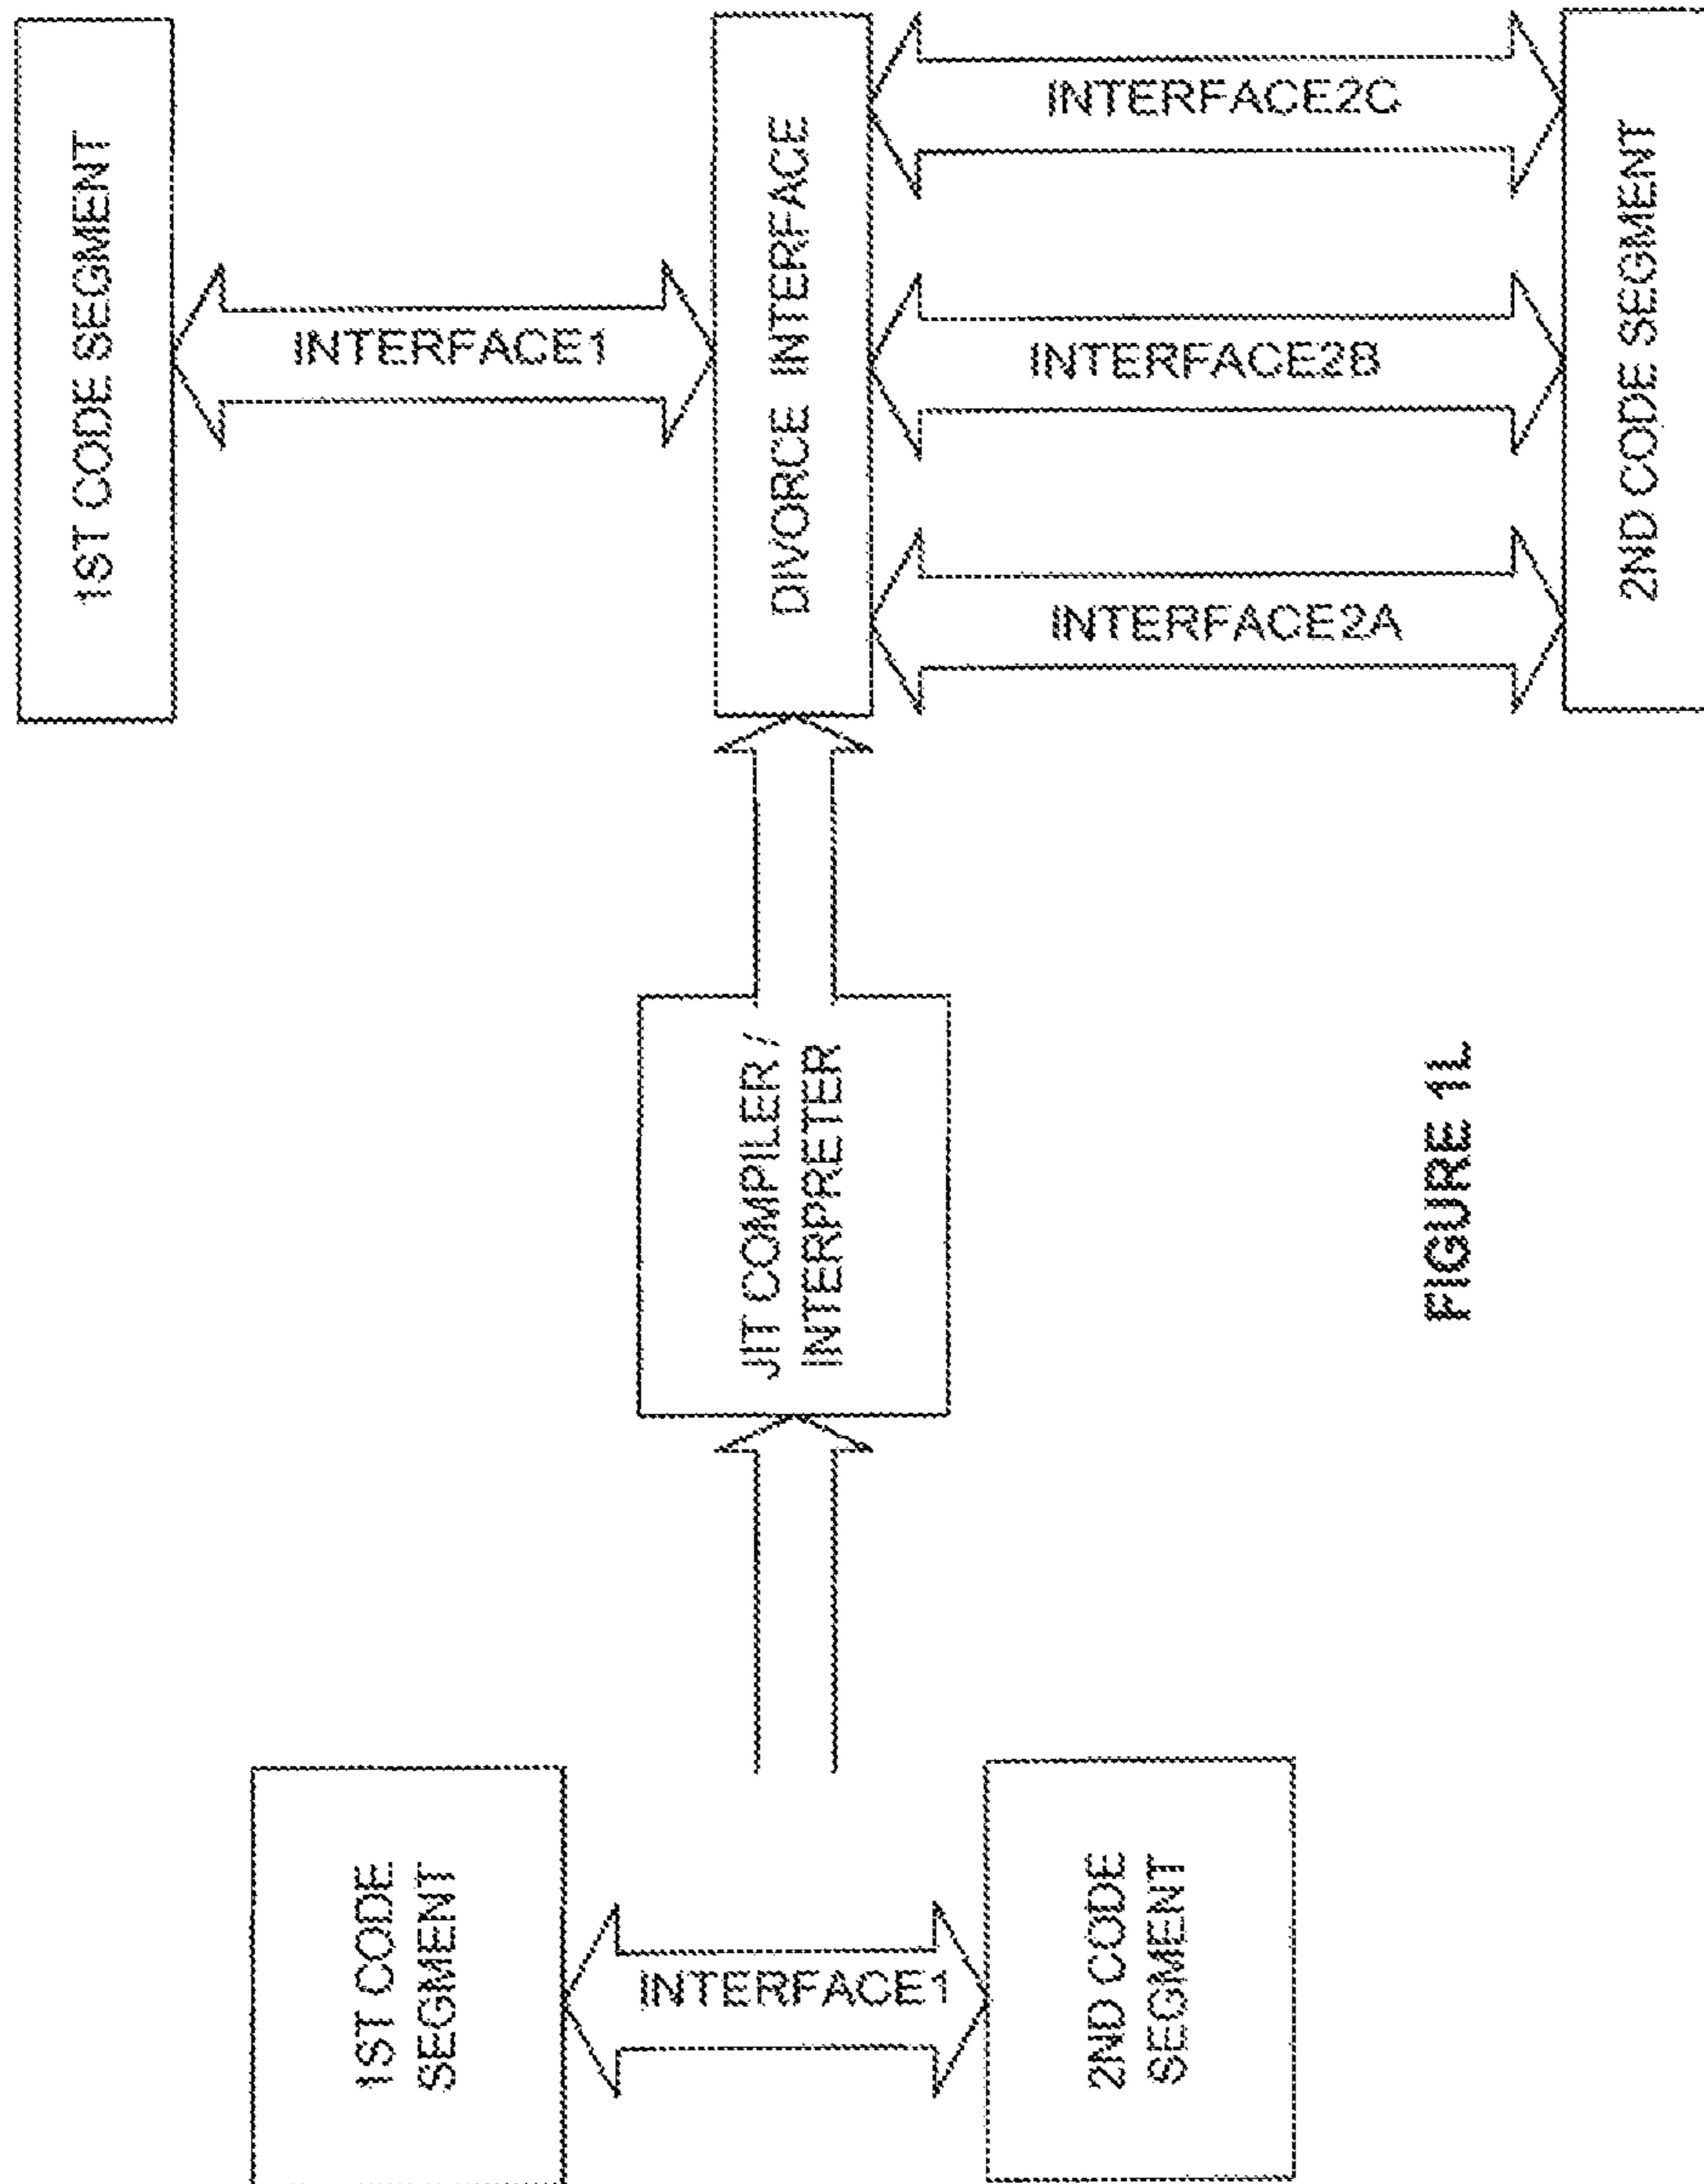 1ST CODE
SEGMENT
INTERFACE1
2ND CODE
SEGMENT
JIT COMPILER /
INTERPRETER
1ST CODE SEGMENT
INTERFACE1
DIVORCE INTERFACE
INTERFACE2A
INTERFACE2B
INTERFACE2C
2ND CODE SEGMENT
FIGURE 1L